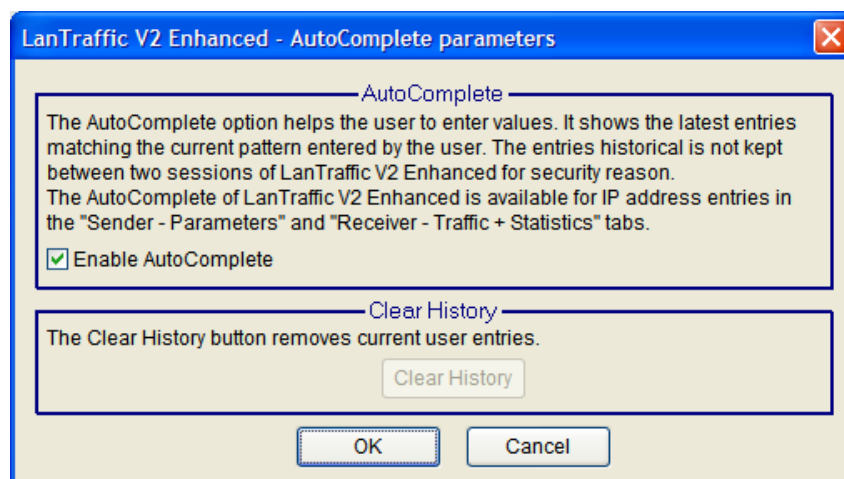 LanTraffic V2 Enhanced - AutoComplete parameters
AutoComplete
The AutoComplete option helps the user to enter values. It shows the latest entries
matching the current pattern entered by the user. The entries historical is not kept
between two sessions of LanTraffic V2 Enhanced for security reason.
The AutoComplete of LanTraffic V2 Enhanced is available for IP address entries in
the "Sender - Parameters" and "Receiver - Traffic + Statistics" tabs.
Enable AutoComplete
Clear History
The Clear History button removes current user entries.
Clear History
OK Cancel